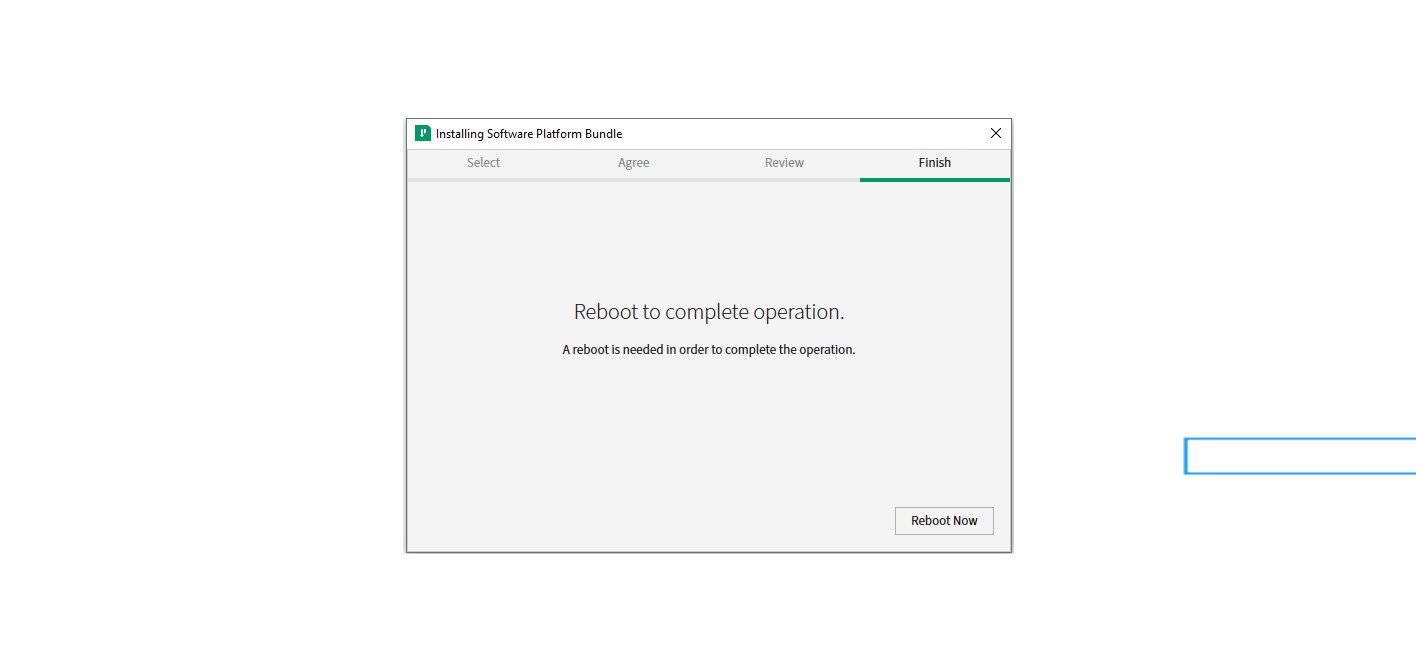 Installing Software Platform Bundle
Select Agree Review Finish
Reboot to complete operation.
A reboot is needed in order to complete the operation.
Reboot Now